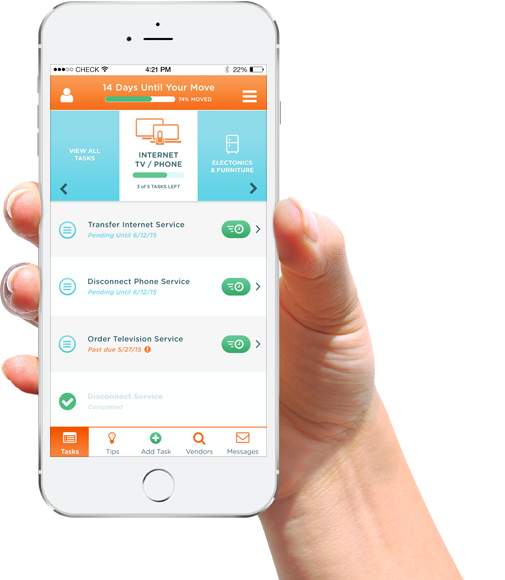 CHECK 4:21 PM 22%
14 Days Until Your Move
74% MOVED
VIEW ALL
TASKS
INTERNET
TV / PHONE
3 of 5 TASKS LEFT
ELECTONICS
& FURNITURE
Transfer Internet Service
Pending Until 6/12/15
Disconnect Phone Service
Pending Until 6/12/15
Order Television Service
Past due 5/27/15
Disconnect Service
Completed
Tasks Tips Add Task Vendors Messages